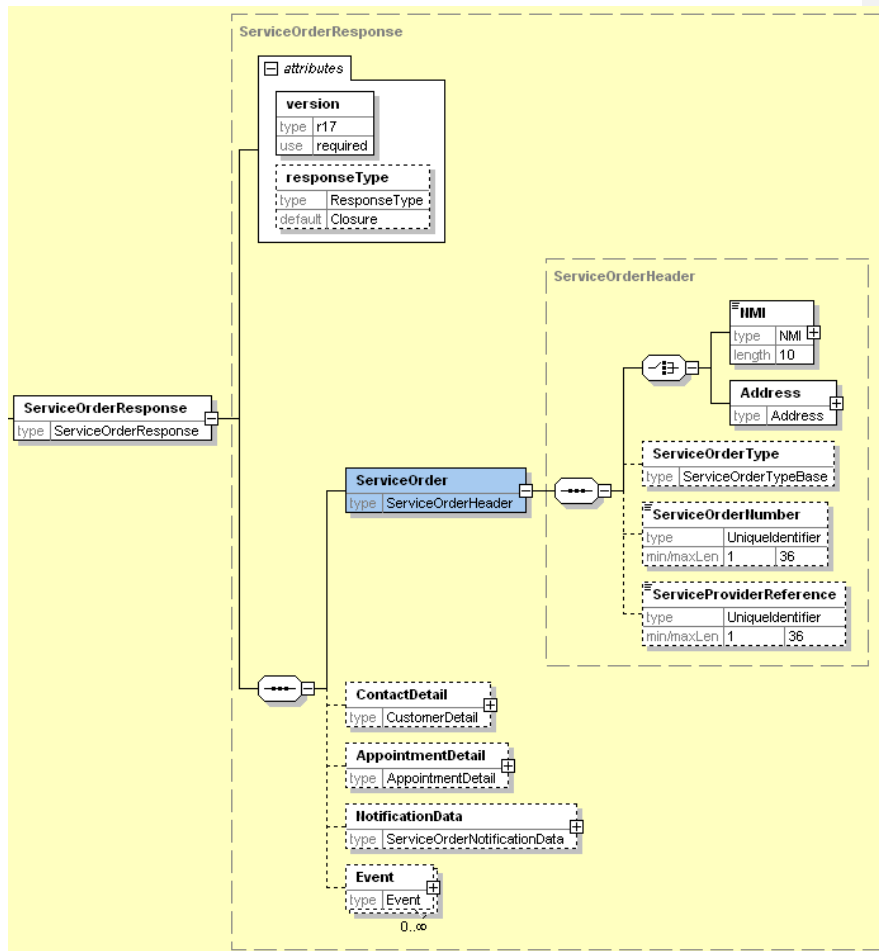 ServiceOrderResponse
attributes
version
type r17
use required
responseType
type ResponseType
default Closure
ServiceOrderHeader
NMI
type NMI
length 10
Address
type Address
ServiceOrderResponse
type ServiceOrderResponse
ServiceOrder
type ServiceOrderHeader
ServiceOrderType
type ServiceOrderTypeBase
ServiceOrderNumber
type UniqueIdentifier
min/maxLen 1 36
ServiceProviderReference
type UniqueIdentifier
min/maxLen 1 36
ContactDetail
type CustomerDetail
AppointmentDetail
type AppointmentDetail
NotificationData
type ServiceOrderNotificationData
Event
type Event
0..∞